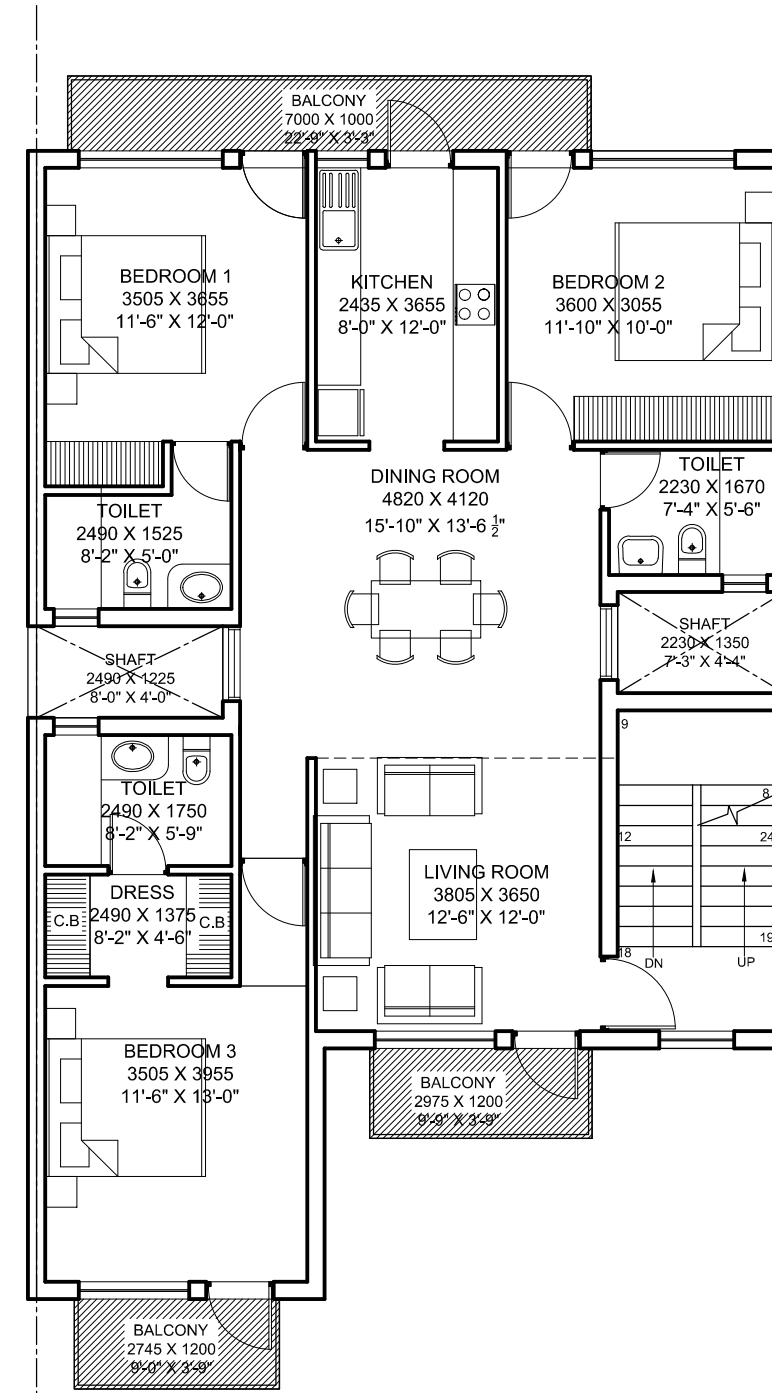 BALCONY
7000 X 1000
22'-9" X 3'-3"
BEDROOM 1
3505 X 3655
11'-6" X 12'-0"
KITCHEN
2435 X 3655
8'-0" X 12'-0"
BEDROOM 2
3600 X 3055
11'-10" X 10'-0"
DINING ROOM
4820 X 4120
15'-10" X 13'-6 1/2"
TOILET
2230 X 1670
7'-4" X 5'-6"
TOILET
2490 X 1525
8'-2" X 5'-0"
SHAFT
2230 X 1350
7'-3" X 4'-4"
SHAFT
2490 X 1225
8'-0" X 4'-0"
9
8
12
24
18
19
DN
UP
TOILET
2490 X 1750
8'-2" X 5'-9"
DRESS
2490 X 1375
8'-2" X 4'-6"
C.B
C.B
LIVING ROOM
3805 X 3650
12'-6" X 12'-0"
BEDROOM 3
3505 X 3955
11'-6" X 13'-0"
BALCONY
2975 X 1200
9'-9" X 3'-9"
BALCONY
2745 X 1200
9'-0" X 3'-9"